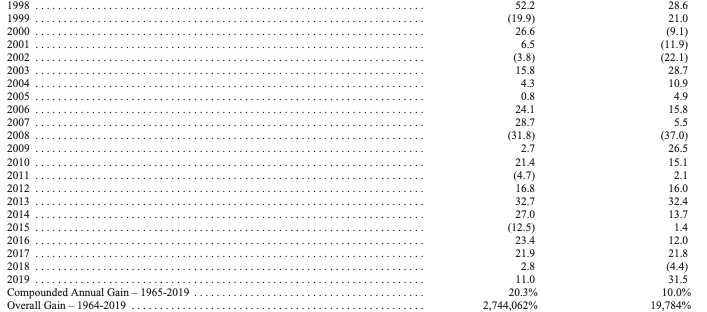 1998 . . . . . . . . . . . . . . . . . . . . 52.2 28.6
1999 . . . . . . . . . . . . . . . . . . . . (19.9) 21.0
2000 . . . . . . . . . . . . . . . . . . . . 26.6 (9.1)
2001 . . . . . . . . . . . . . . . . . . . . 6.5 (11.9)
2002 . . . . . . . . . . . . . . . . . . . . (3.8) (22.1)
2003 . . . . . . . . . . . . . . . . . . . . 15.8 28.7
2004 . . . . . . . . . . . . . . . . . . . . 4.3 10.9
2005 . . . . . . . . . . . . . . . . . . . . 0.8 4.9
2006 . . . . . . . . . . . . . . . . . . . . 24.1 15.8
2007 . . . . . . . . . . . . . . . . . . . . 28.7 5.5
2008 . . . . . . . . . . . . . . . . . . . . (31.8) (37.0)
2009 . . . . . . . . . . . . . . . . . . . . 2.7 26.5
2010 . . . . . . . . . . . . . . . . . . . . 21.4 15.1
2011 . . . . . . . . . . . . . . . . . . . . (4.7) 2.1
2012 . . . . . . . . . . . . . . . . . . . . 16.8 16.0
2013 . . . . . . . . . . . . . . . . . . . . 32.7 32.4
2014 . . . . . . . . . . . . . . . . . . . . 27.0 13.7
2015 . . . . . . . . . . . . . . . . . . . . (12.5) 1.4
2016 . . . . . . . . . . . . . . . . . . . . 23.4 12.0
2017 . . . . . . . . . . . . . . . . . . . . 21.9 21.8
2018 . . . . . . . . . . . . . . . . . . . . 2.8 (4.4)
2019 . . . . . . . . . . . . . . . . . . . . 11.0 31.5
Compounded Annual Gain – 1965-2019 . . . . . . . . . . 20.3% 10.0%
Overall Gain – 1964-2019 . . . . . . . . . . 2,744,062% 19,784%